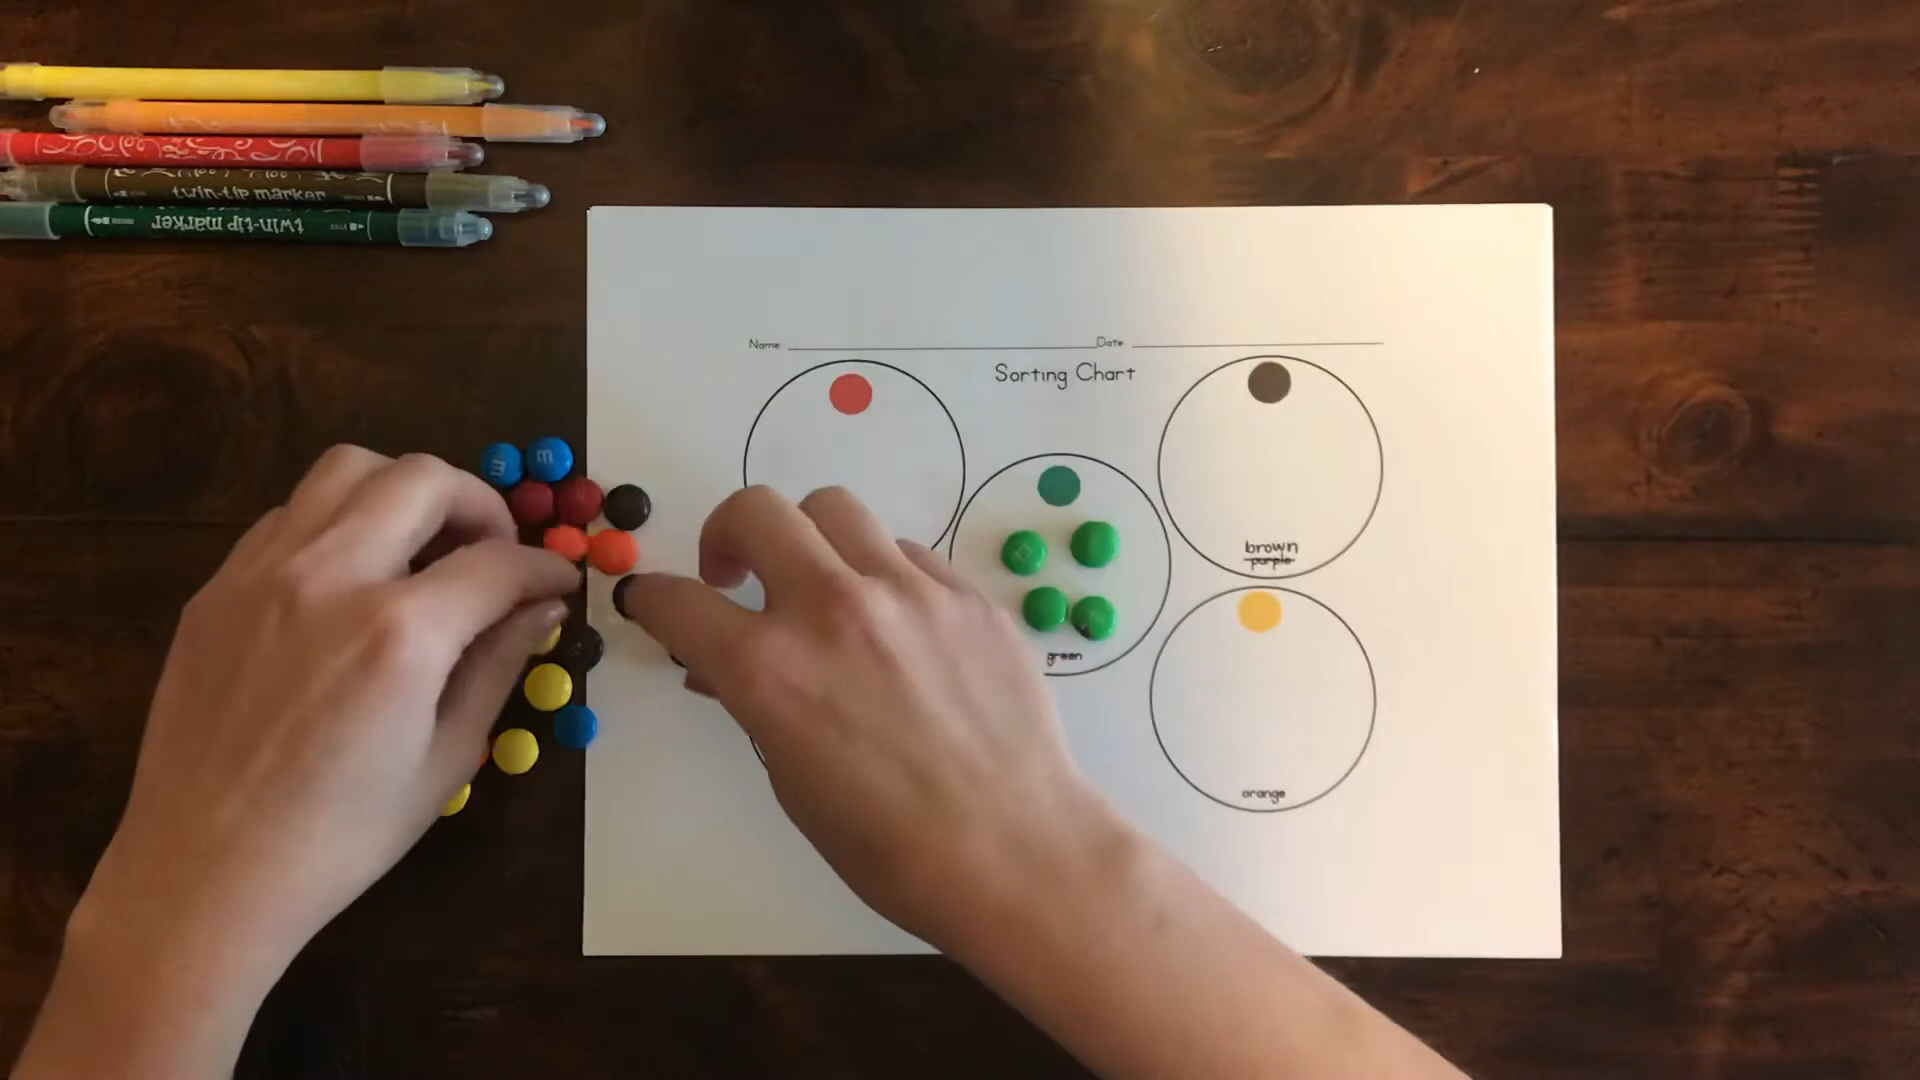 twin-tip marker
twin-tip marker
Name
Date
Sorting Chart
m
m
brown
purple
green
orange